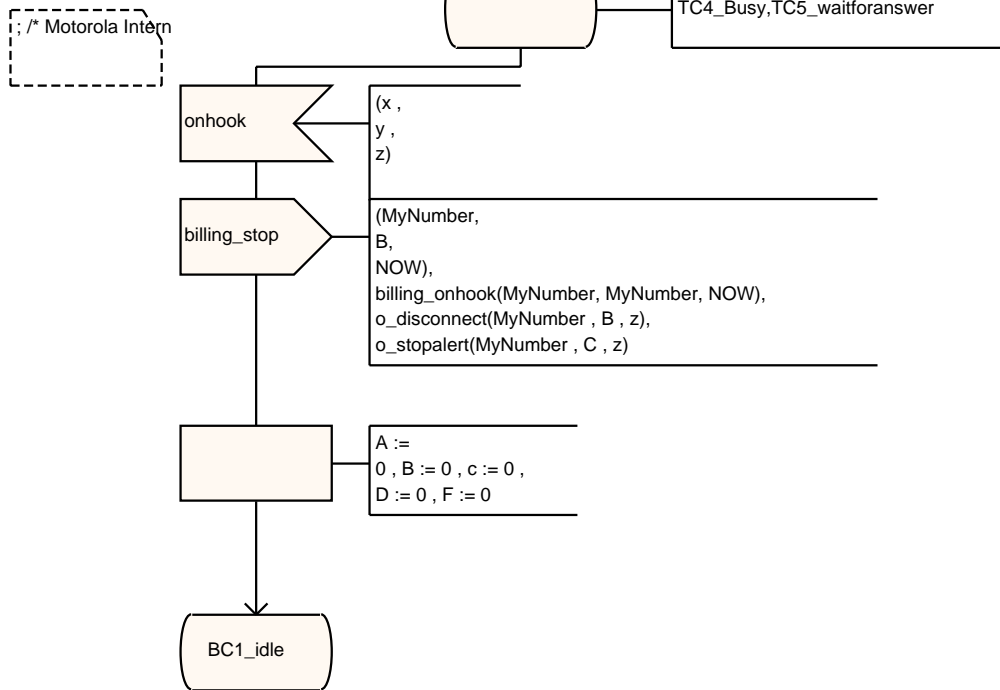 TC4_Busy,TC5_waitforanswer
; /* Motorola Intern
onhook
(x ,
y ,
z)
billing_stop
(MyNumber,
B,
NOW),
billing_onhook(MyNumber, MyNumber, NOW),
o_disconnect(MyNumber , B , z),
o_stopalert(MyNumber , C , z)
A :=
0 , B := 0 , c := 0 ,
D := 0 , F := 0
BC1_idle